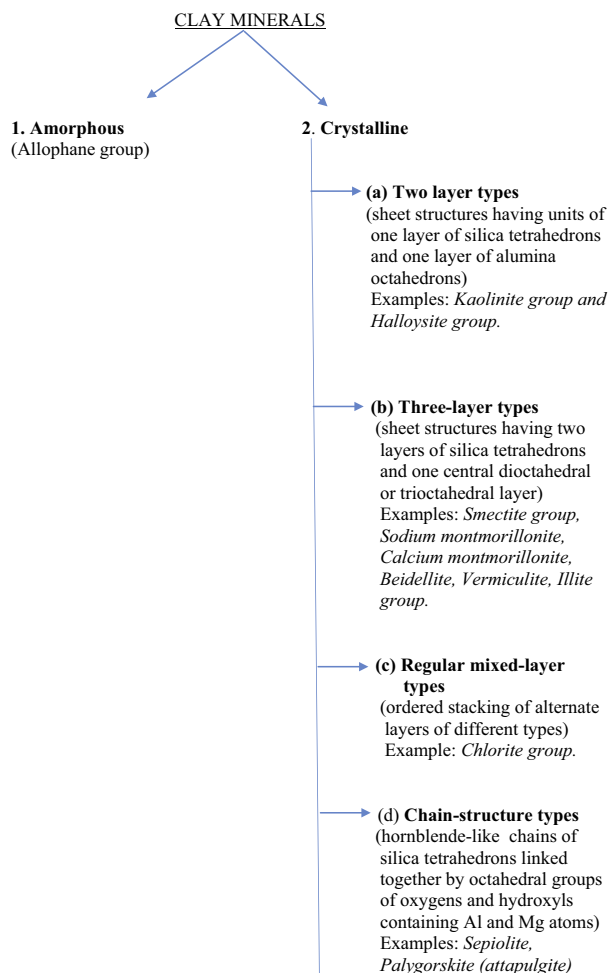 CLAY MINERALS
1. Amorphous
(Allophane group)
2. Crystalline
(a) Two layer types
(sheet structures having units of
one layer of silica tetrahedrons
and one layer of alumina
octahedrons)
Examples: Kaolinite group and
Halloysite group.
(b) Three-layer types
(sheet structures having two
layers of silica tetrahedrons
and one central dioctahedral
or trioctahedral layer)
Examples: Smectite group,
Sodium montmorillonite,
Calcium montmorillonite,
Beidellite, Vermiculite, Illite
group.
(c) Regular mixed-layer
types
(ordered stacking of alternate
layers of different types)
Example: Chlorite group.
(d) Chain-structure types
(hornblende-like chains of
silica tetrahedrons linked
together by octahedral groups
of oxygens and hydroxyls
containing Al and Mg atoms)
Examples: Sepiolite,
Palygorskite (attapulgite)